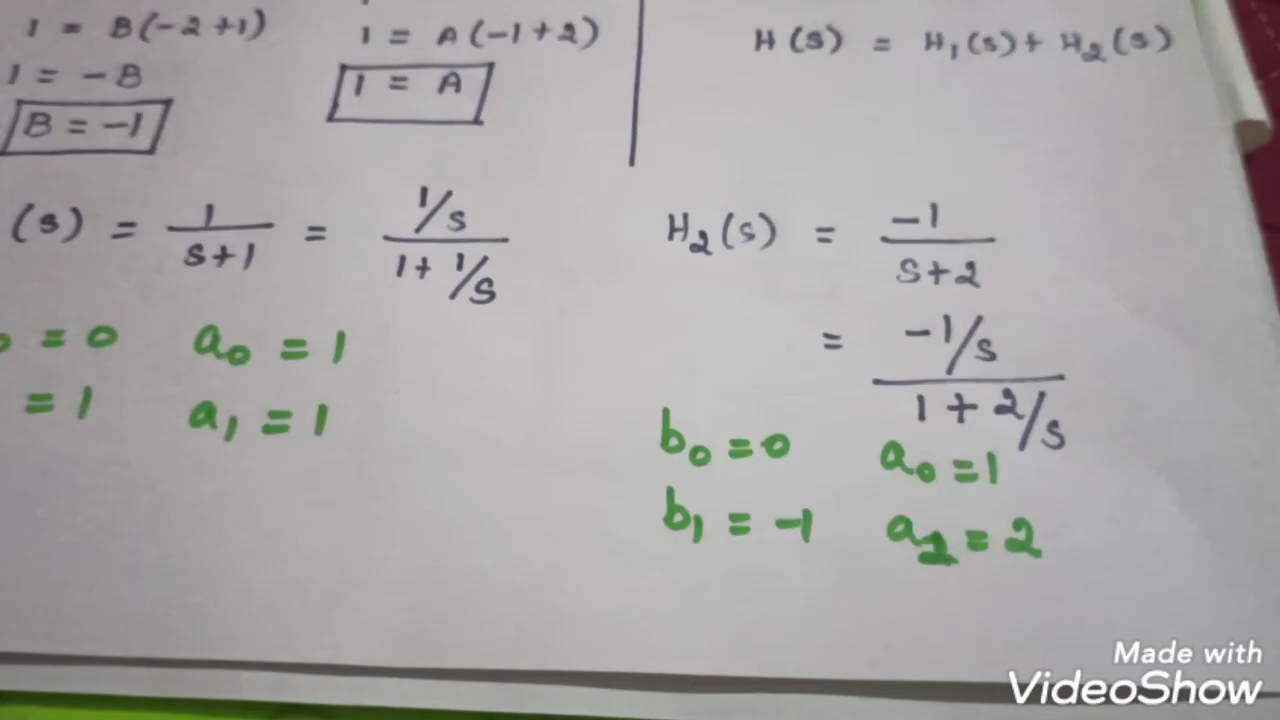 1 = B(-2+1)
1 = -B
B = -1
1 = A(-1+2)
1 = A
H(s) = H₁(s) + H₂(s)
(s) = 1/(s+1) = (1/s)/(1 + 1/s)
= 0 a₀ = 1
= 1 a₁ = 1
H₂(s) = -1/(s+2)
= (-1/s)/(1 + 2/s)
b₀ = 0 a₀ = 1
b₁ = -1 a₁ = 2
Made with
VideoShow